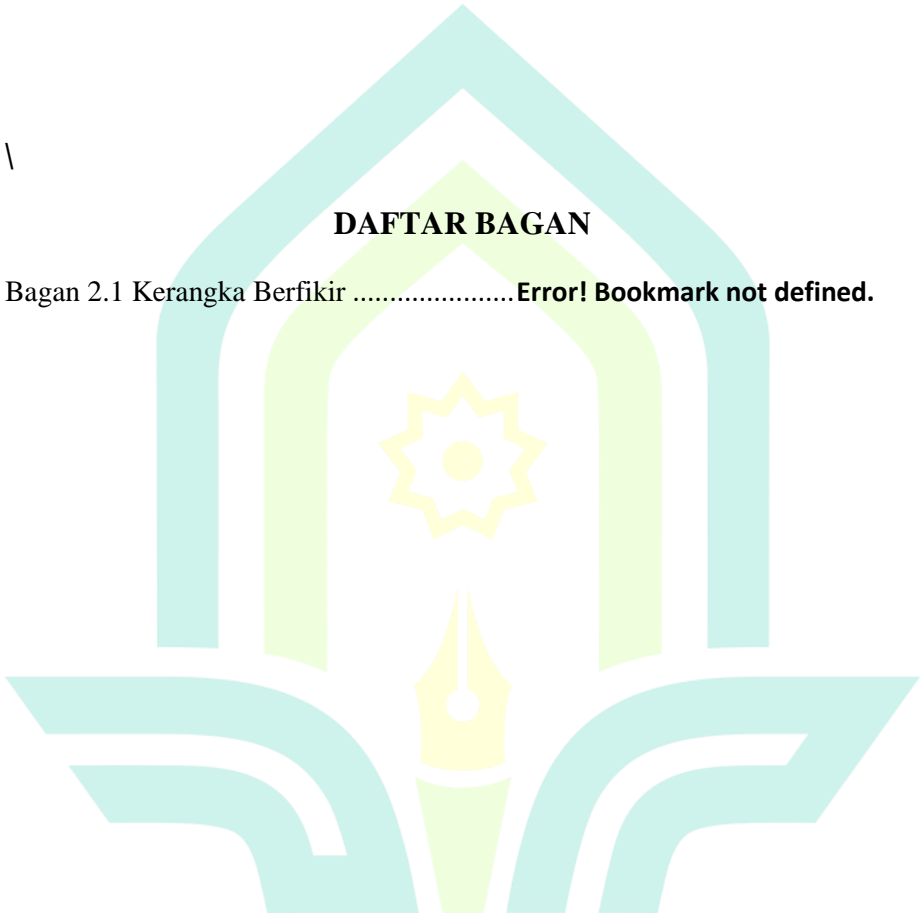 \
DAFTAR BAGAN
Bagan 2.1 Kerangka Berfikir ......................Error! Bookmark not defined.